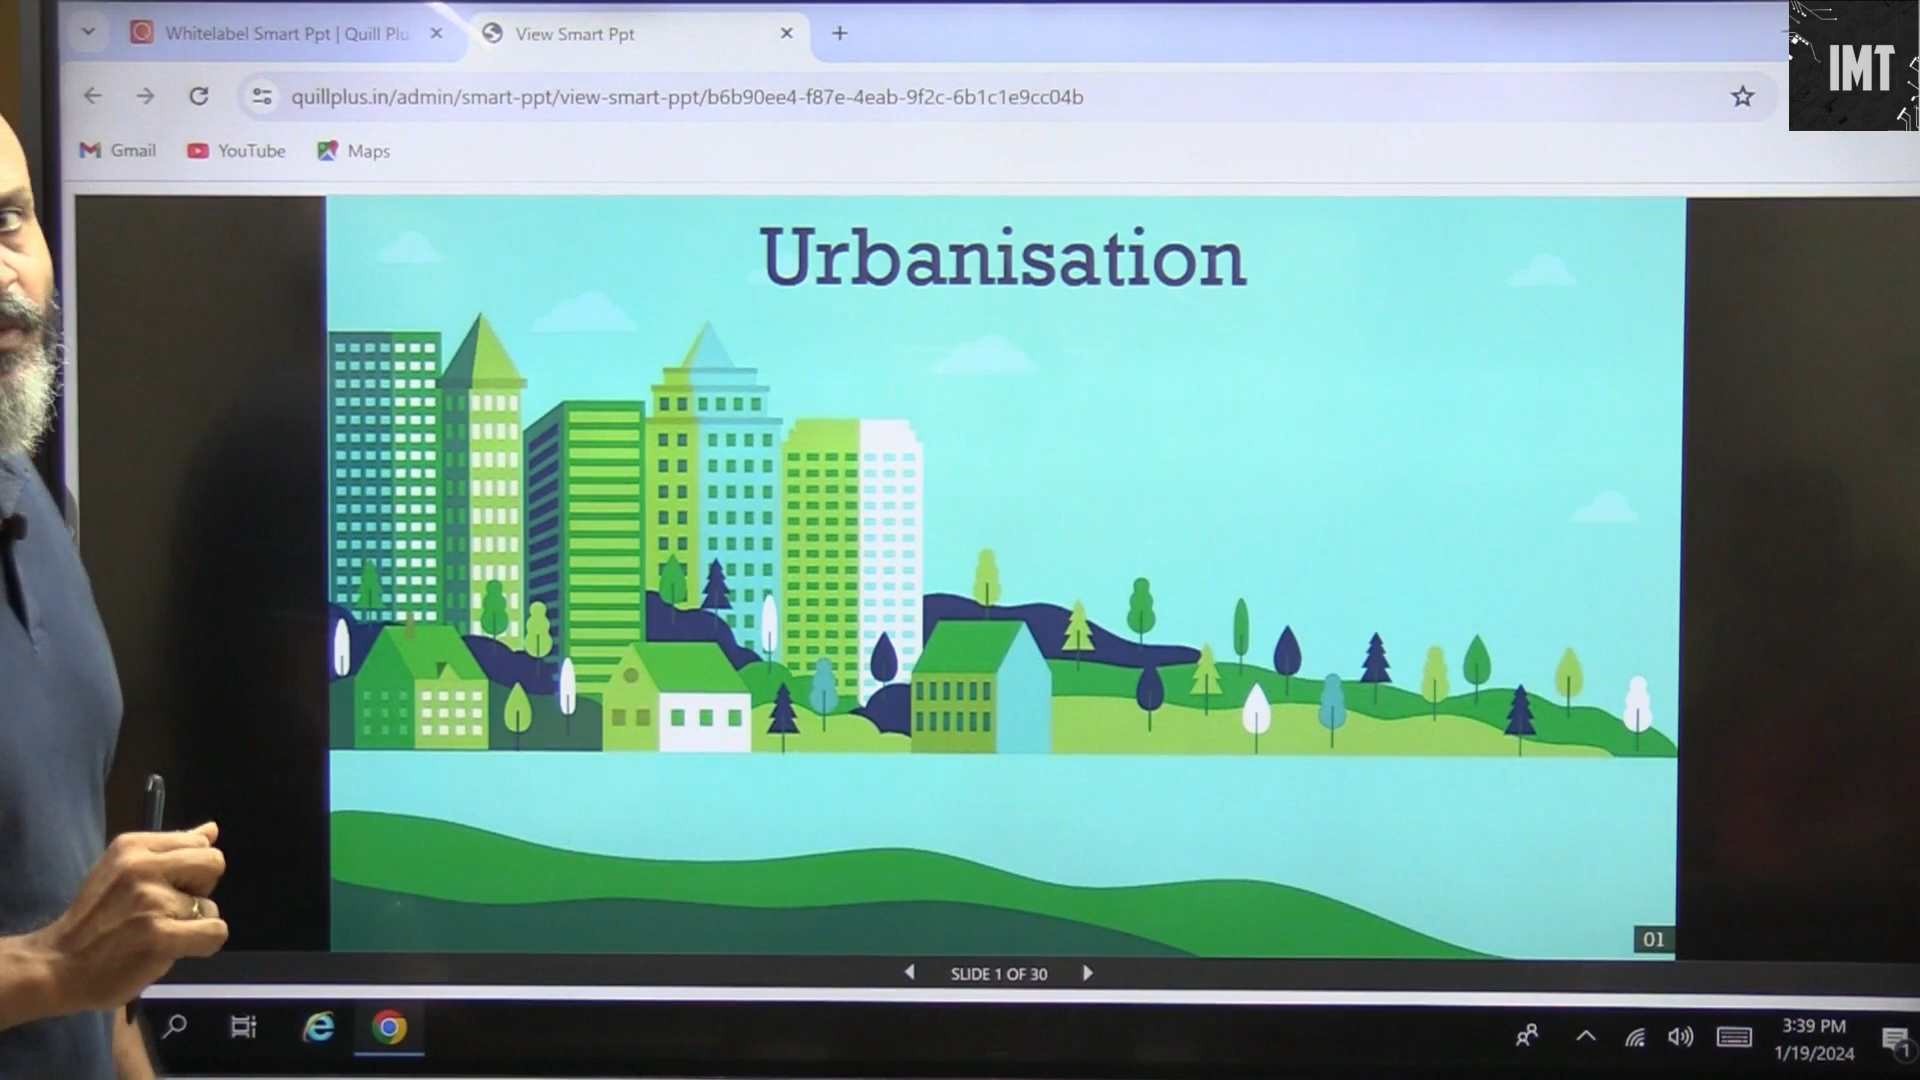 Whitelabel Smart Ppt | Quill Plu
View Smart Ppt
IMT
quillplus.in/admin/smart-ppt/view-smart-ppt/b6b90ee4-f87e-4eab-9f2c-6b1c1e9cc04b
Gmail YouTube Maps
Urbanisation
01
SLIDE 1 OF 30
3:39 PM
1/19/2024
1